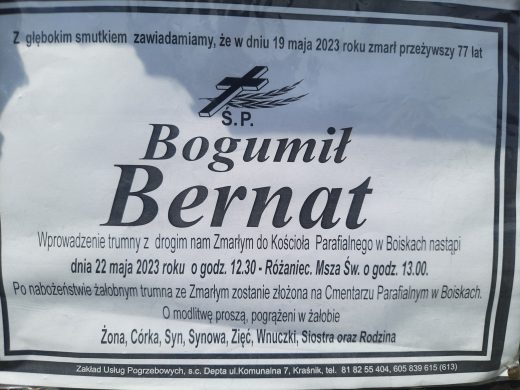 Z głębokim smutkiem zawiadamiamy, że w dniu 19 maja 2023 roku zmarł przeżywszy 77 lat
Ś.P.
Bogumił
Bernat
Wprowadzenie trumny z drogim nam Zmarłym do Kościoła Parafialnego w Boiskach nastąpi
dnia 22 maja 2023 roku o godz. 12.30 - Różaniec. Msza Św. o godz. 13.00.
Po nabożeństwie żałobnym trumna ze Zmarłym zostanie złożona na Cmentarzu Parafialnym w Boiskach.
O modlitwę proszą, pogrążeni w żałobie
Żona, Córka, Syn, Synowa, Zięć, Wnuczki, Siostra oraz Rodzina
Zakład Usług Pogrzebowych, s.c. Depta ul.Komunalna 7, Kraśnik, tel. 81 82 55 404, 605 839 615 (613)